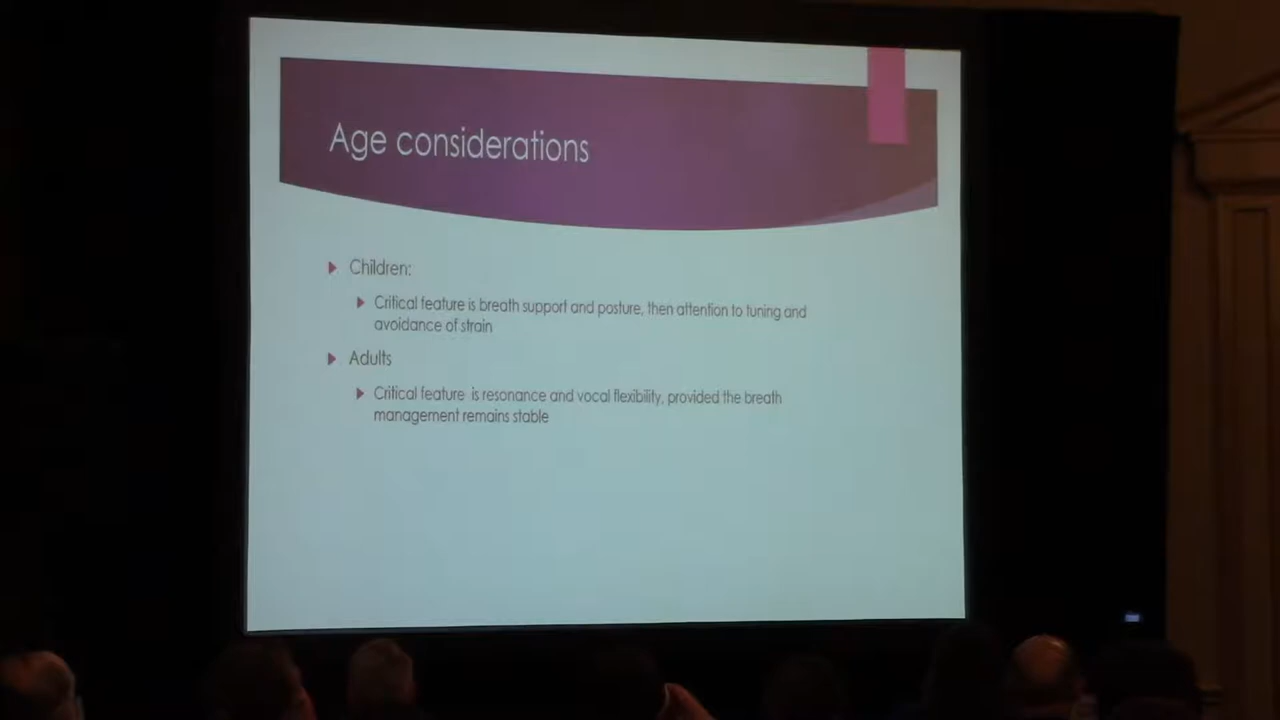 Age considerations
Children:
Critical feature is breath support and posture, then attention to tuning and
avoidance of strain
Adults
Critical feature is resonance and vocal flexibility, provided the breath
management remains stable